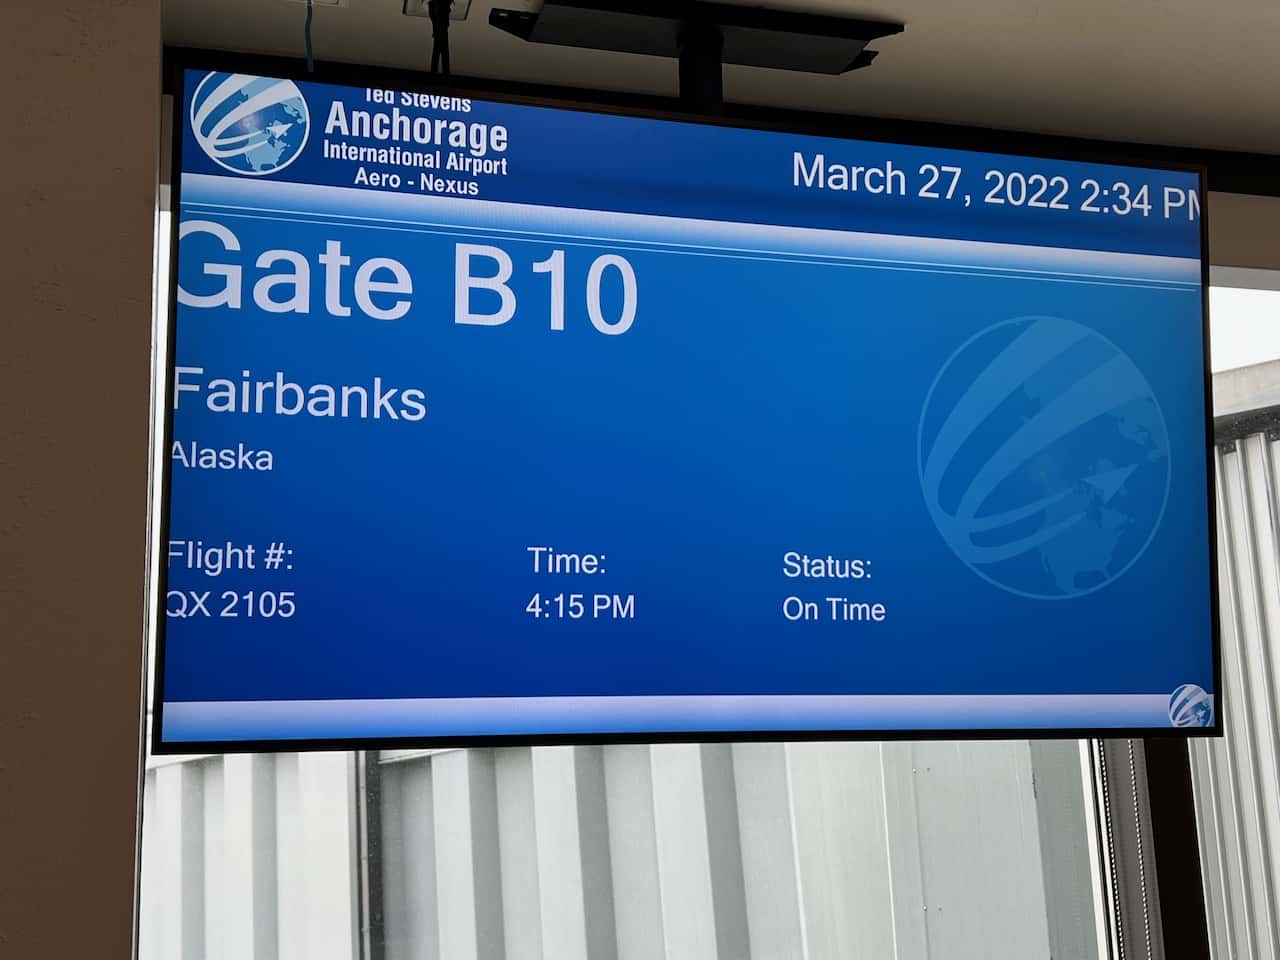 Ted Stevens
Anchorage
International Airport
Aero - Nexus
March 27, 2022 2:34 PM
Gate B10
Fairbanks
Alaska
Flight #:
Time:
Status:
QX 2105
4:15 PM
On Time